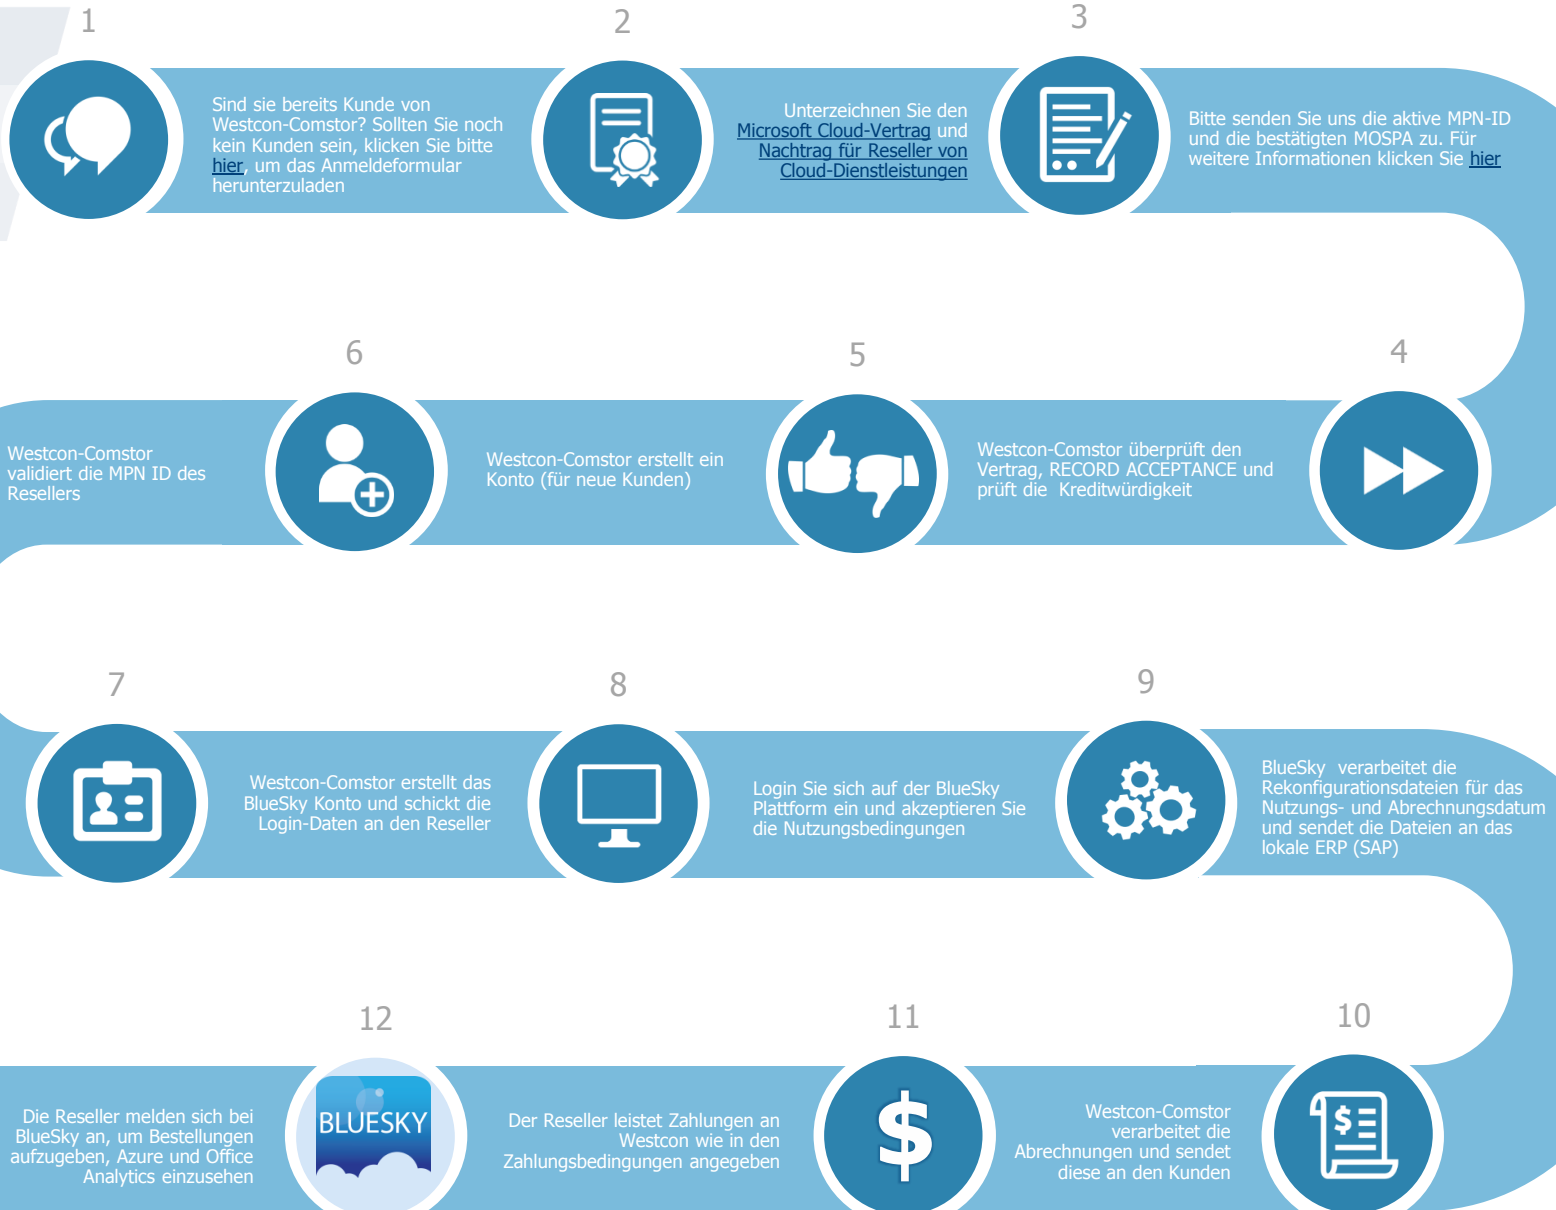 1
Sind sie bereits Kunde von
Westcon-Comstor? Sollten Sie noch
kein Kunden sein, klicken Sie bitte
hier, um das Anmeldeformular
herunterzuladen
2
Unterzeichnen Sie den
Microsoft Cloud-Vertrag und
Nachtrag für Reseller von
Cloud-Dienstleistungen
3
Bitte senden Sie uns die aktive MPN-ID
und die bestätigten MOSPA zu. Für
weitere Informationen klicken Sie hier
4
Westcon-Comstor überprüft den
Vertrag, RECORD ACCEPTANCE und
prüft die  Kreditwürdigkeit
5
Westcon-Comstor erstellt ein
Konto (für neue Kunden)
6
Westcon-Comstor
validiert die MPN ID des
Resellers
7
Westcon-Comstor erstellt das
BlueSky Konto und schickt die
Login-Daten an den Reseller
8
Login Sie sich auf der BlueSky
Plattform ein und akzeptieren Sie
die Nutzungsbedingungen
9
BlueSky  verarbeitet die
Rekonfigurationsdateien für das
Nutzungs- und Abrechnungsdatum
und sendet die Dateien an das
lokale ERP (SAP)
10
$
Westcon-Comstor
verarbeitet die
Abrechnungen und sendet
diese an den Kunden
11
$
Der Reseller leistet Zahlungen an
Westcon wie in den
Zahlungsbedingungen angegeben
12
BLUESKY
Die Reseller melden sich bei
BlueSky an, um Bestellungen
aufzugeben, Azure und Office
Analytics einzusehen